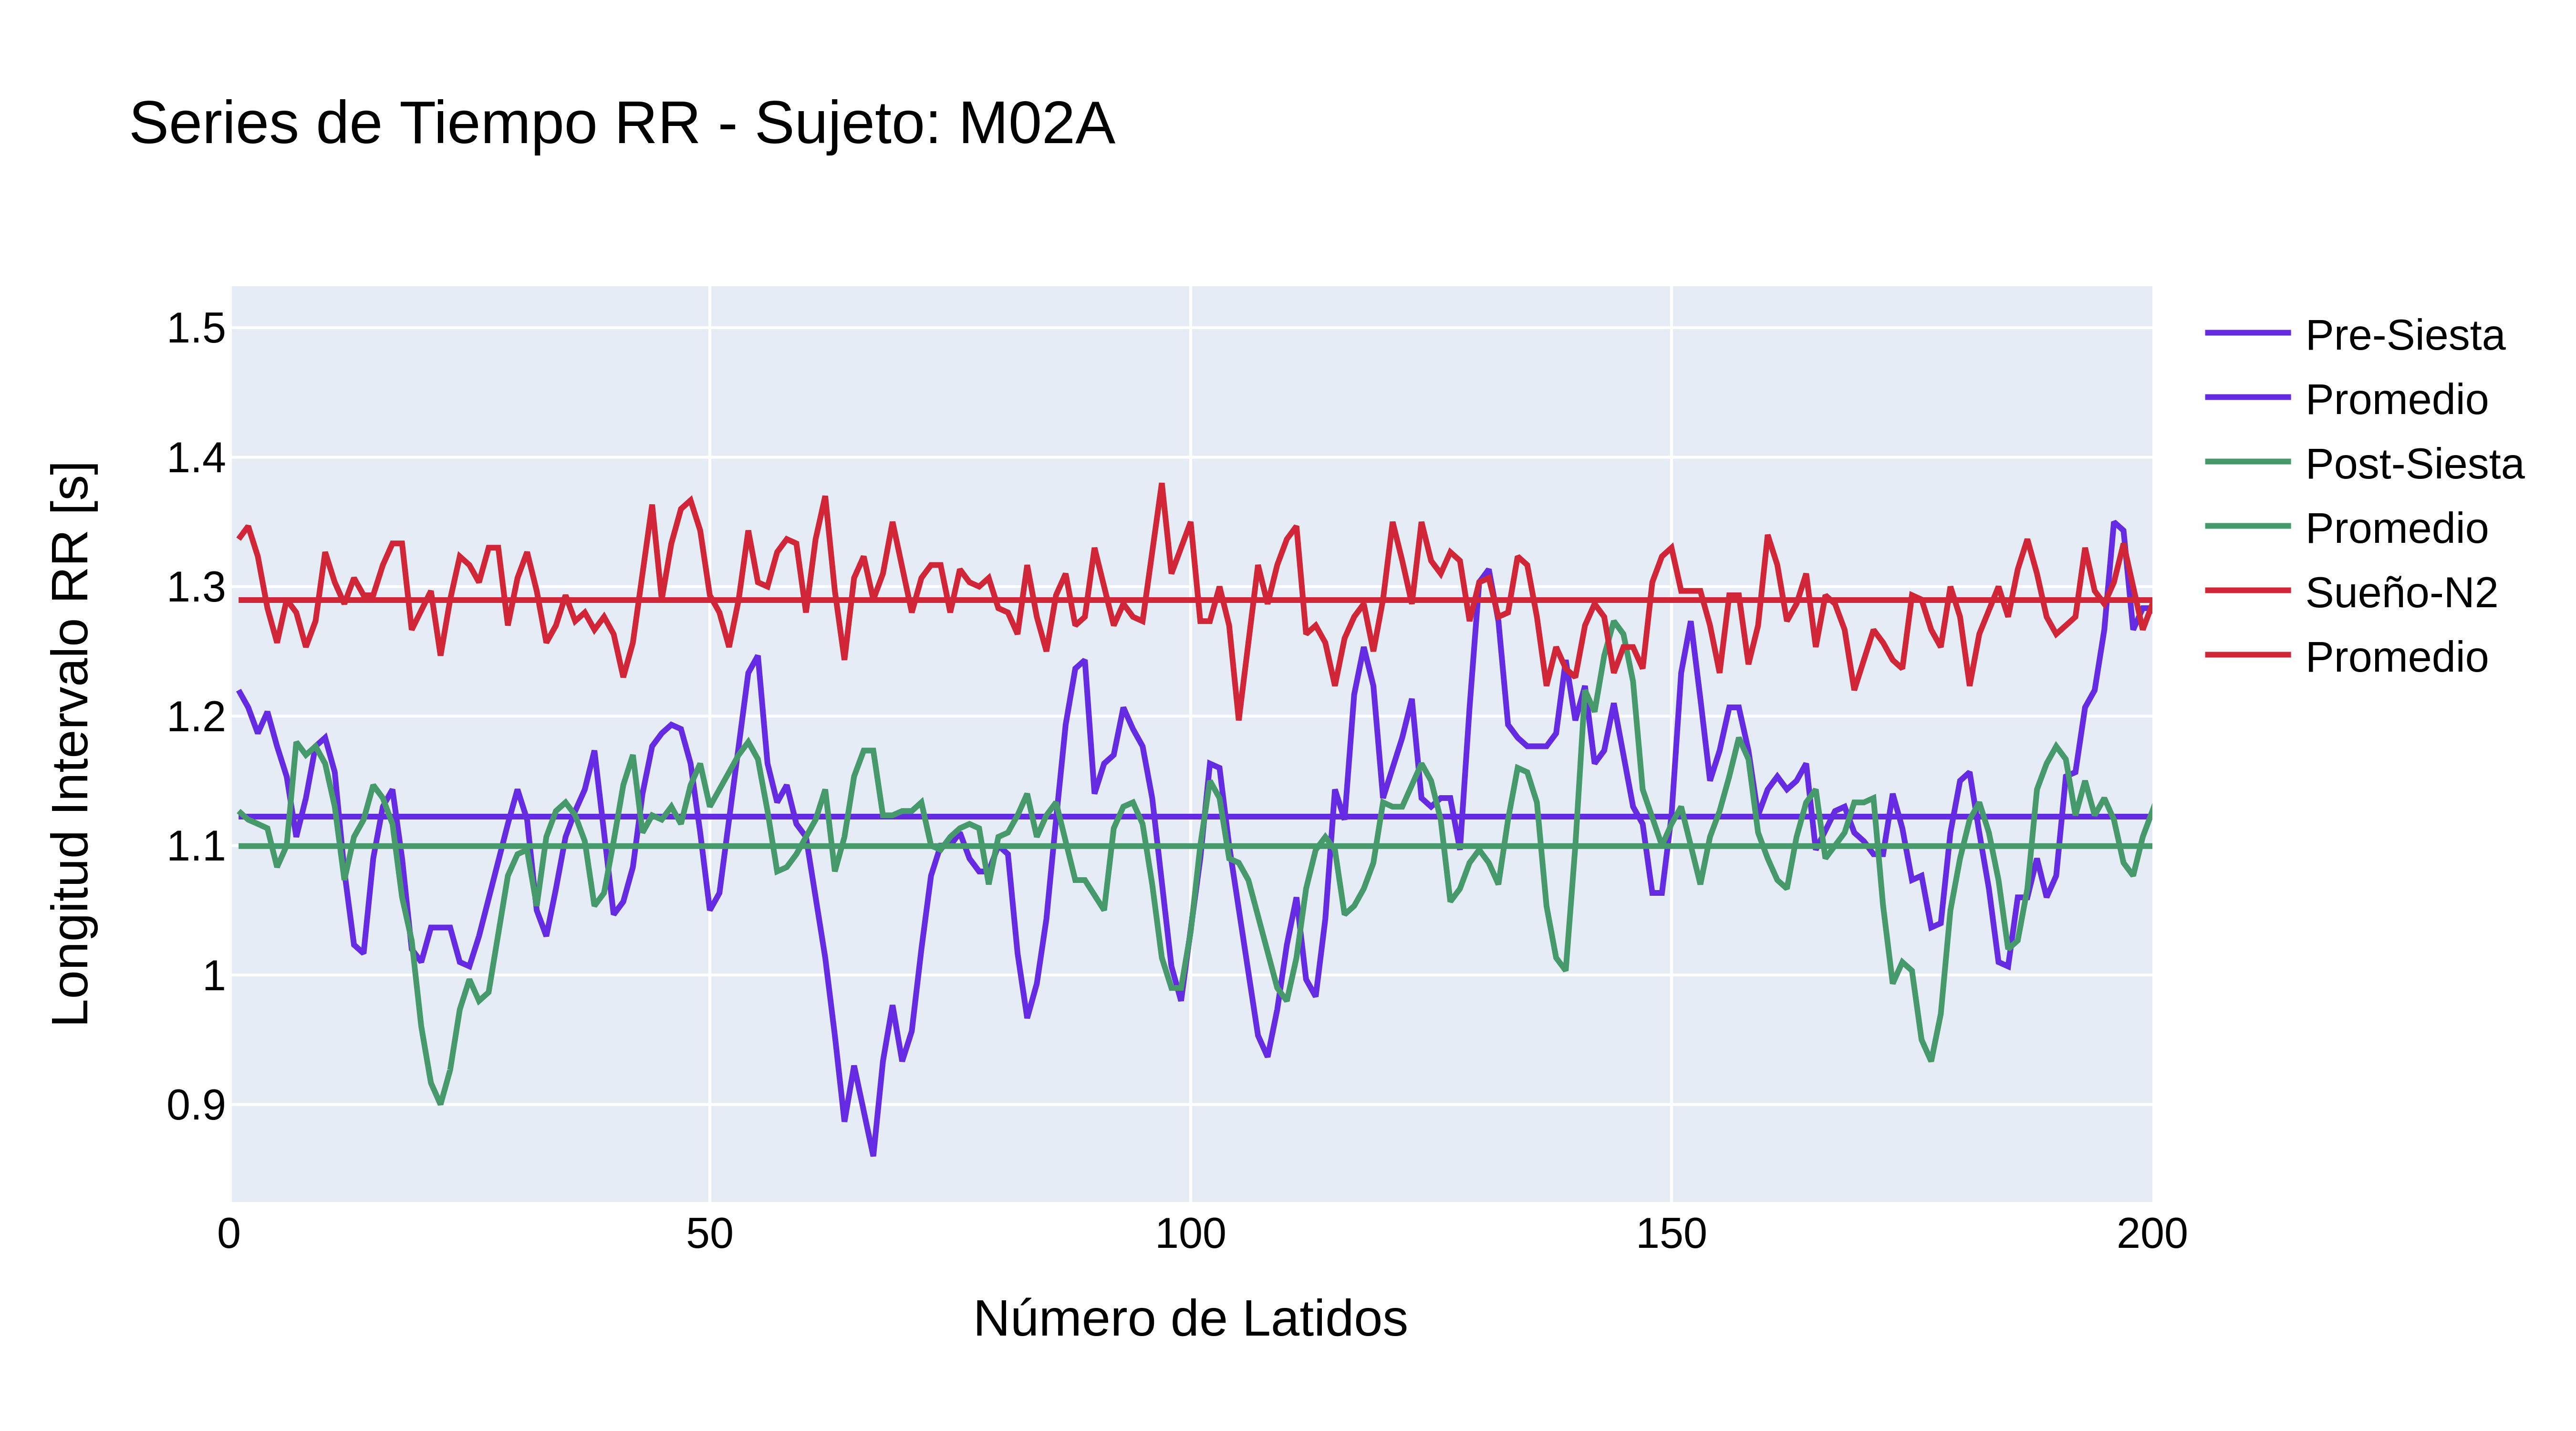 Series de Tiempo RR - Sujeto: M02A
Longitud Intervalo RR [s]
1.5
1.4
1.3
1.2
1.1
1
0.9
0
50
100
150
200
Número de Latidos
Pre-Siesta
Promedio
Post-Siesta
Promedio
Sueño-N2
Promedio